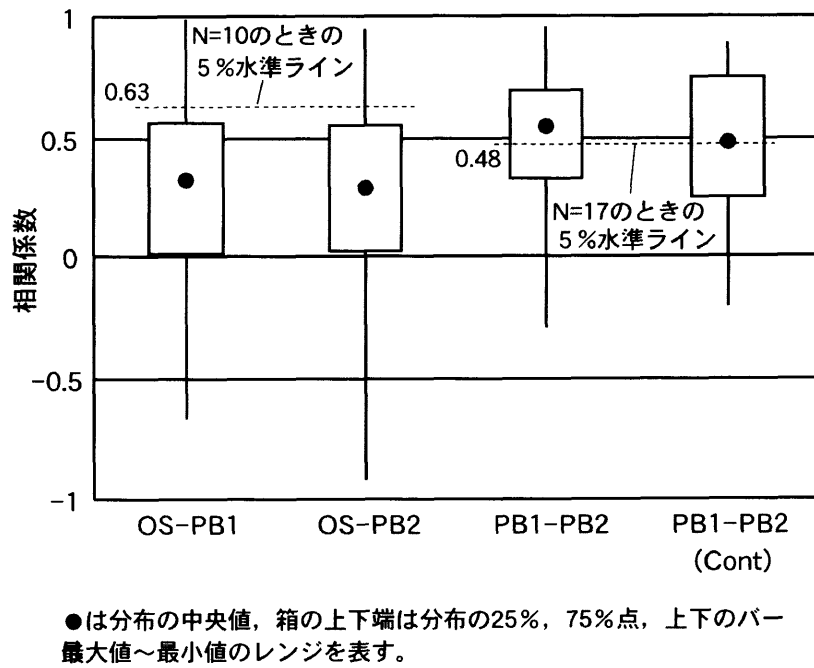 1
N=10のときの
5%水準ライン
0.63
0.5
0.48
N=17のときの
5%水準ライン
相関係数
0
−0.5
−1
OS-PB1
OS-PB2
PB1-PB2
PB1-PB2
(Cont)
●は分布の中央値，箱の上下端は分布の25%，75%点，上下のバー
最大値〜最小値のレンジを表す。